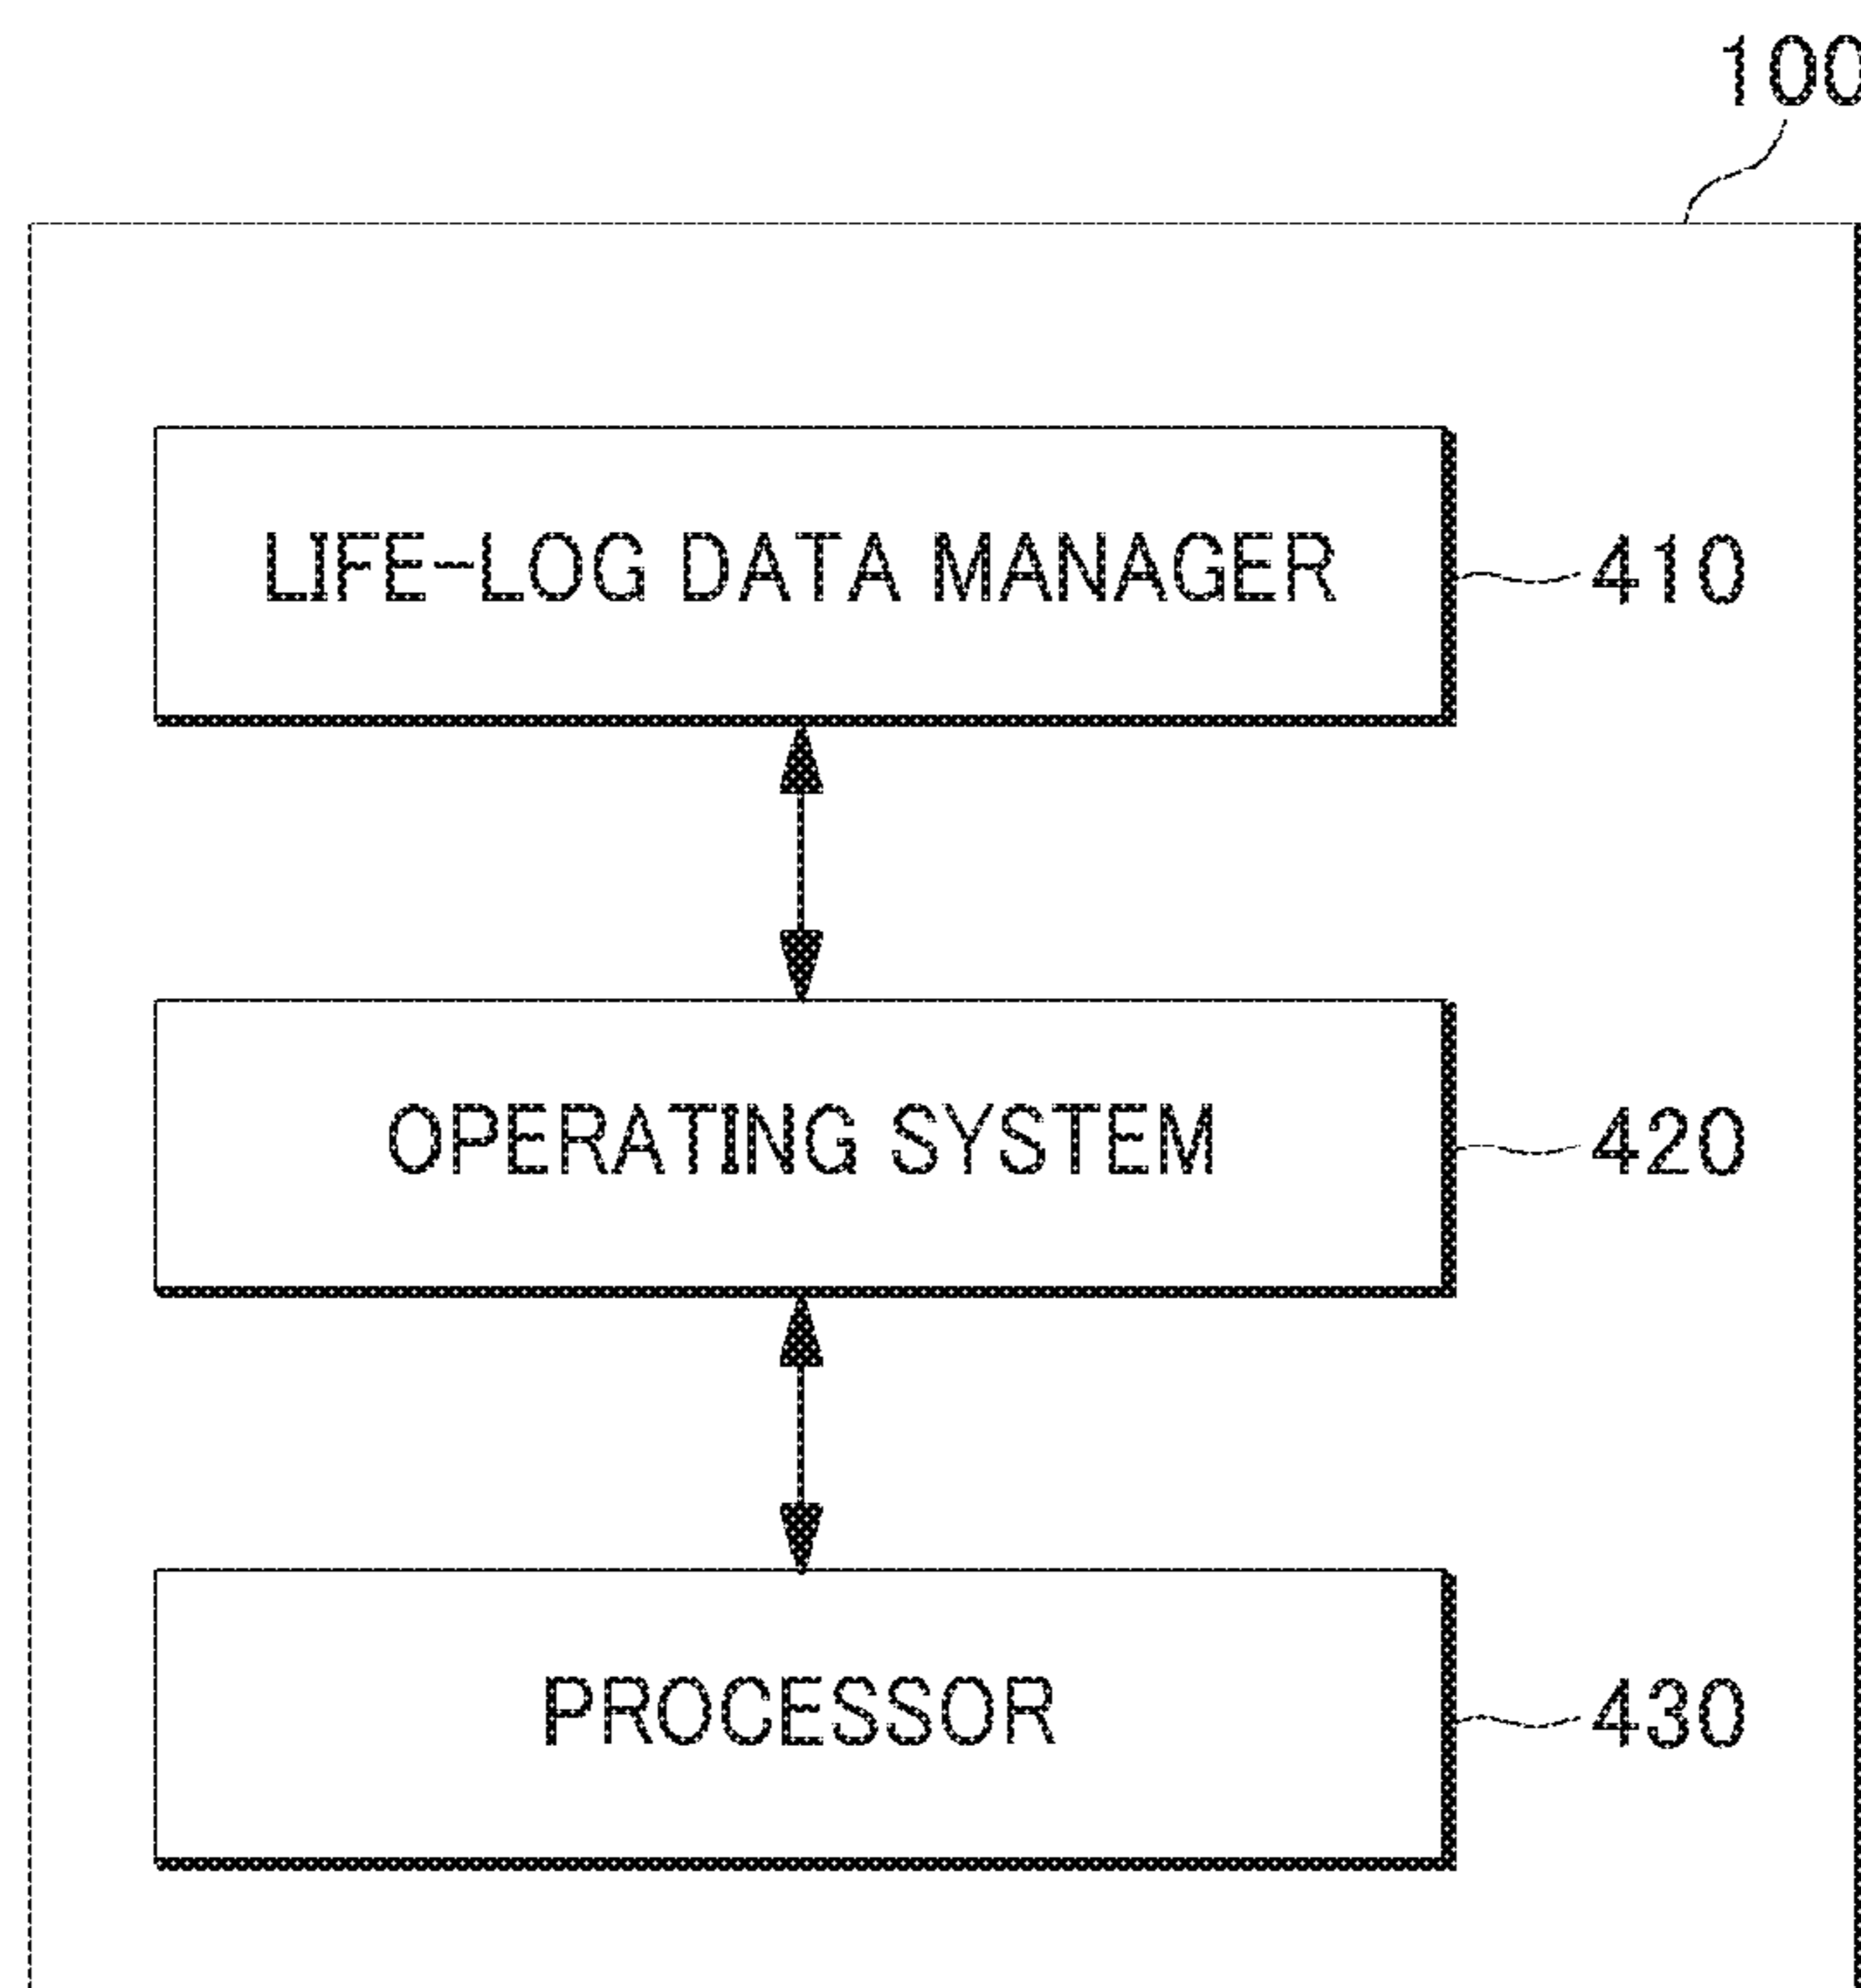 100
LIFE-LOG DATA MANAGER
410
OPERATING SYSTEM
420
PROCESSOR
430